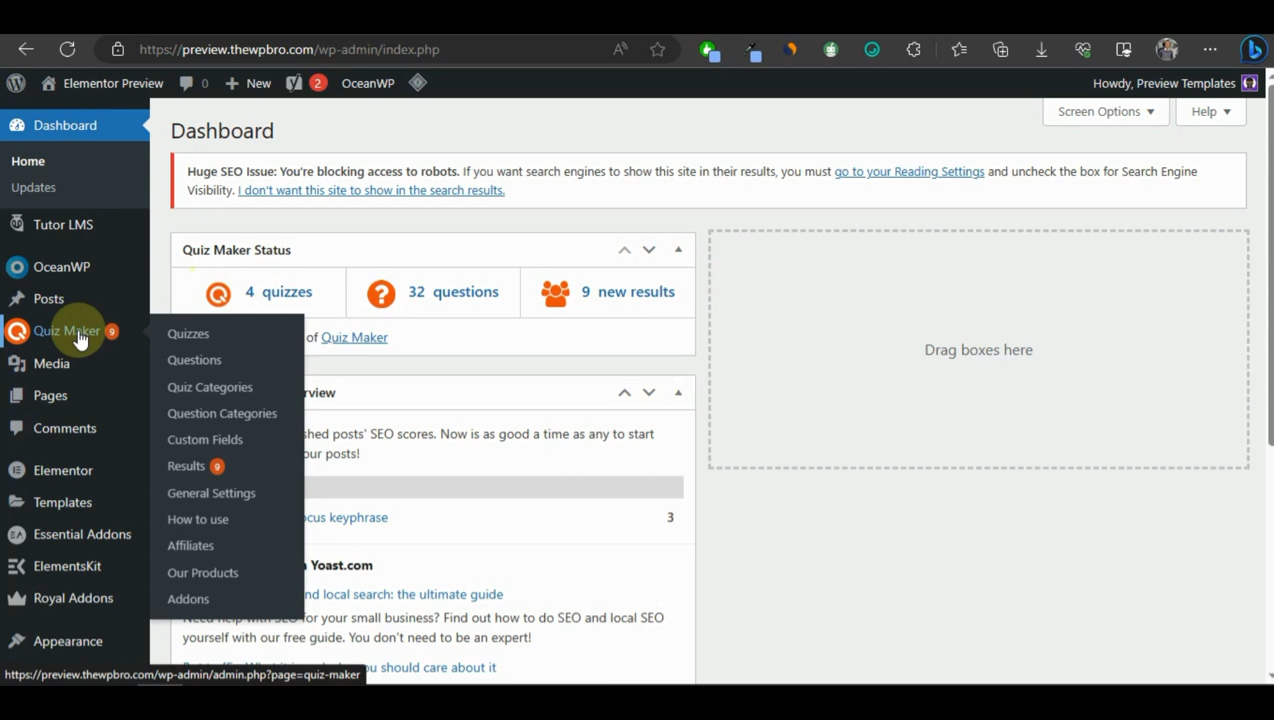 https://preview.thewpbro.com/wp-admin/index.php
Elementor Preview
0
New
2
OceanWP
Howdy, Preview Templates
Dashboard
Home
Updates
Tutor LMS
OceanWP
Posts
Quiz Maker 9
Media
Pages
Comments
Elementor
Templates
Essential Addons
ElementsKit
Royal Addons
Appearance
Quizzes
Questions
Quiz Categories
Question Categories
Custom Fields
Results 9
General Settings
How to use
Affiliates
Our Products
Addons
Screen Options
Help
Dashboard
Huge SEO Issue: You're blocking access to robots. If you want search engines to show this site in their results, you must go to your Reading Settings and uncheck the box for Search Engine
Visibility. I don't want this site to show in the search results.
Quiz Maker Status
4 quizzes
32 questions
9 new results
of Quiz Maker
posts' SEO scores. Now is as good a time as any to start
posts!
keyphrase
3
Yoast.com
local search: the ultimate guide
SEO for your small business? Find out how to do SEO and local SEO
yourself with our free guide. You don't need to be an expert!
should care about it
Drag boxes here
https://preview.thewpbro.com/wp-admin/admin.php?page=quiz-maker